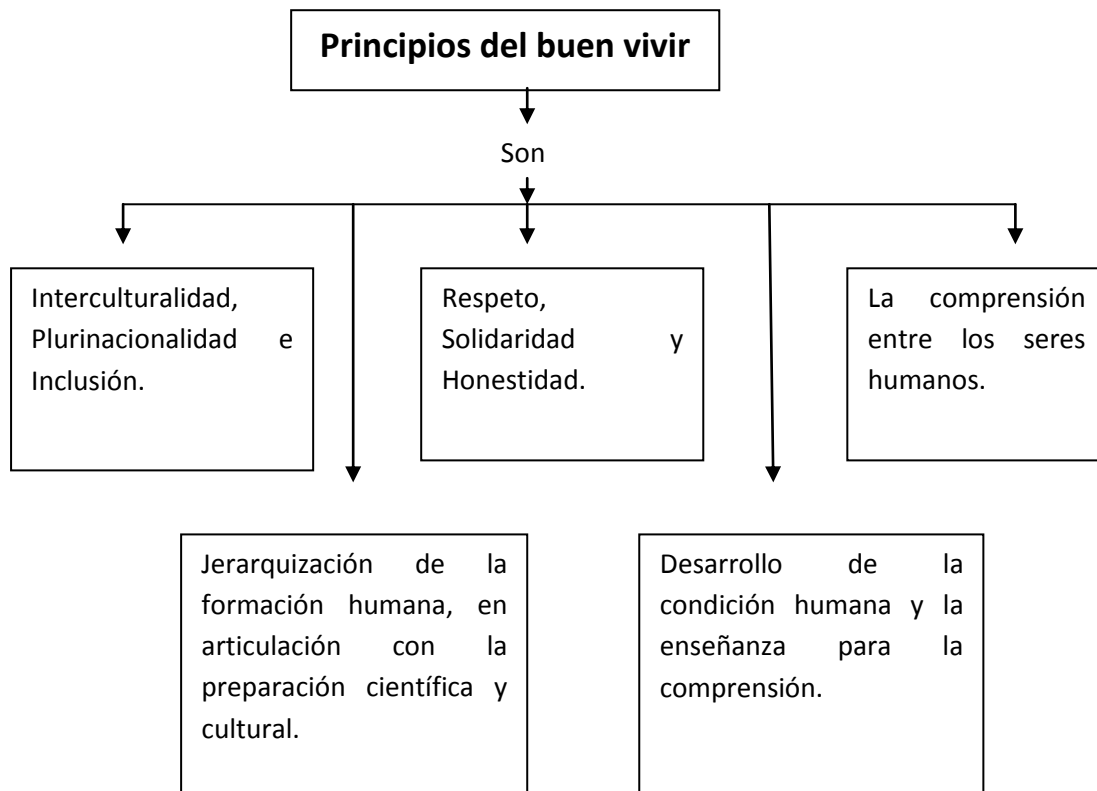 Principios del buen vivir
Son
Interculturalidad,
Plurinacionalidad e
Inclusión.
Respeto,
Solidaridad y
Honestidad.
La comprensión
entre los seres
humanos.
Jerarquización de la
formación humana, en
articulación con la
preparación científica y
cultural.
Desarrollo de la
condición humana y la
enseñanza para la
comprensión.